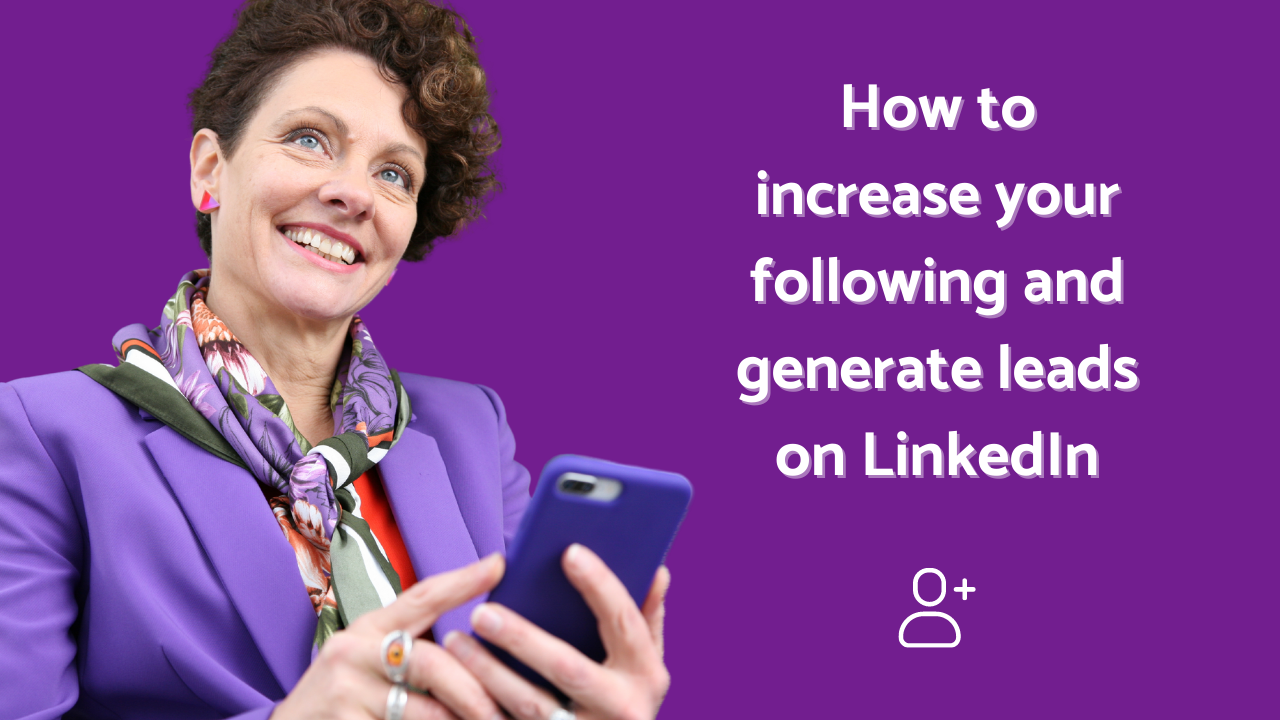 How to
increase your
following and
generate leads
on LinkedIn